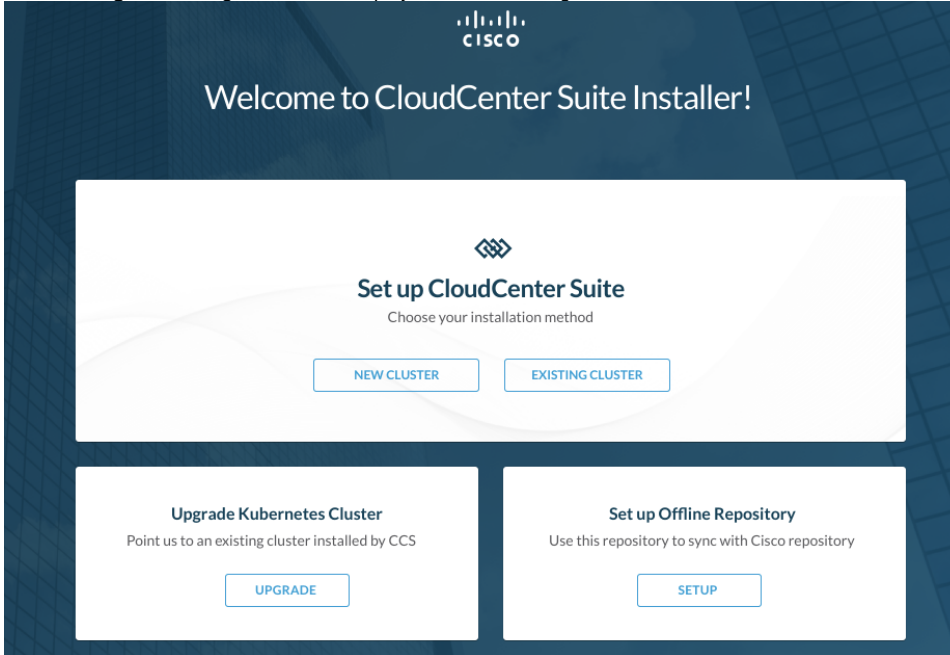 CISCO
Welcome to CloudCenter Suite Installer!
Set up CloudCenter Suite
Choose your installation method
NEW CLUSTER
EXISTING CLUSTER
Upgrade Kubernetes Cluster
Point us to an existing cluster installed by CCS
UPGRADE
Set up Offline Repository
Use this repository to sync with Cisco repository
SETUP